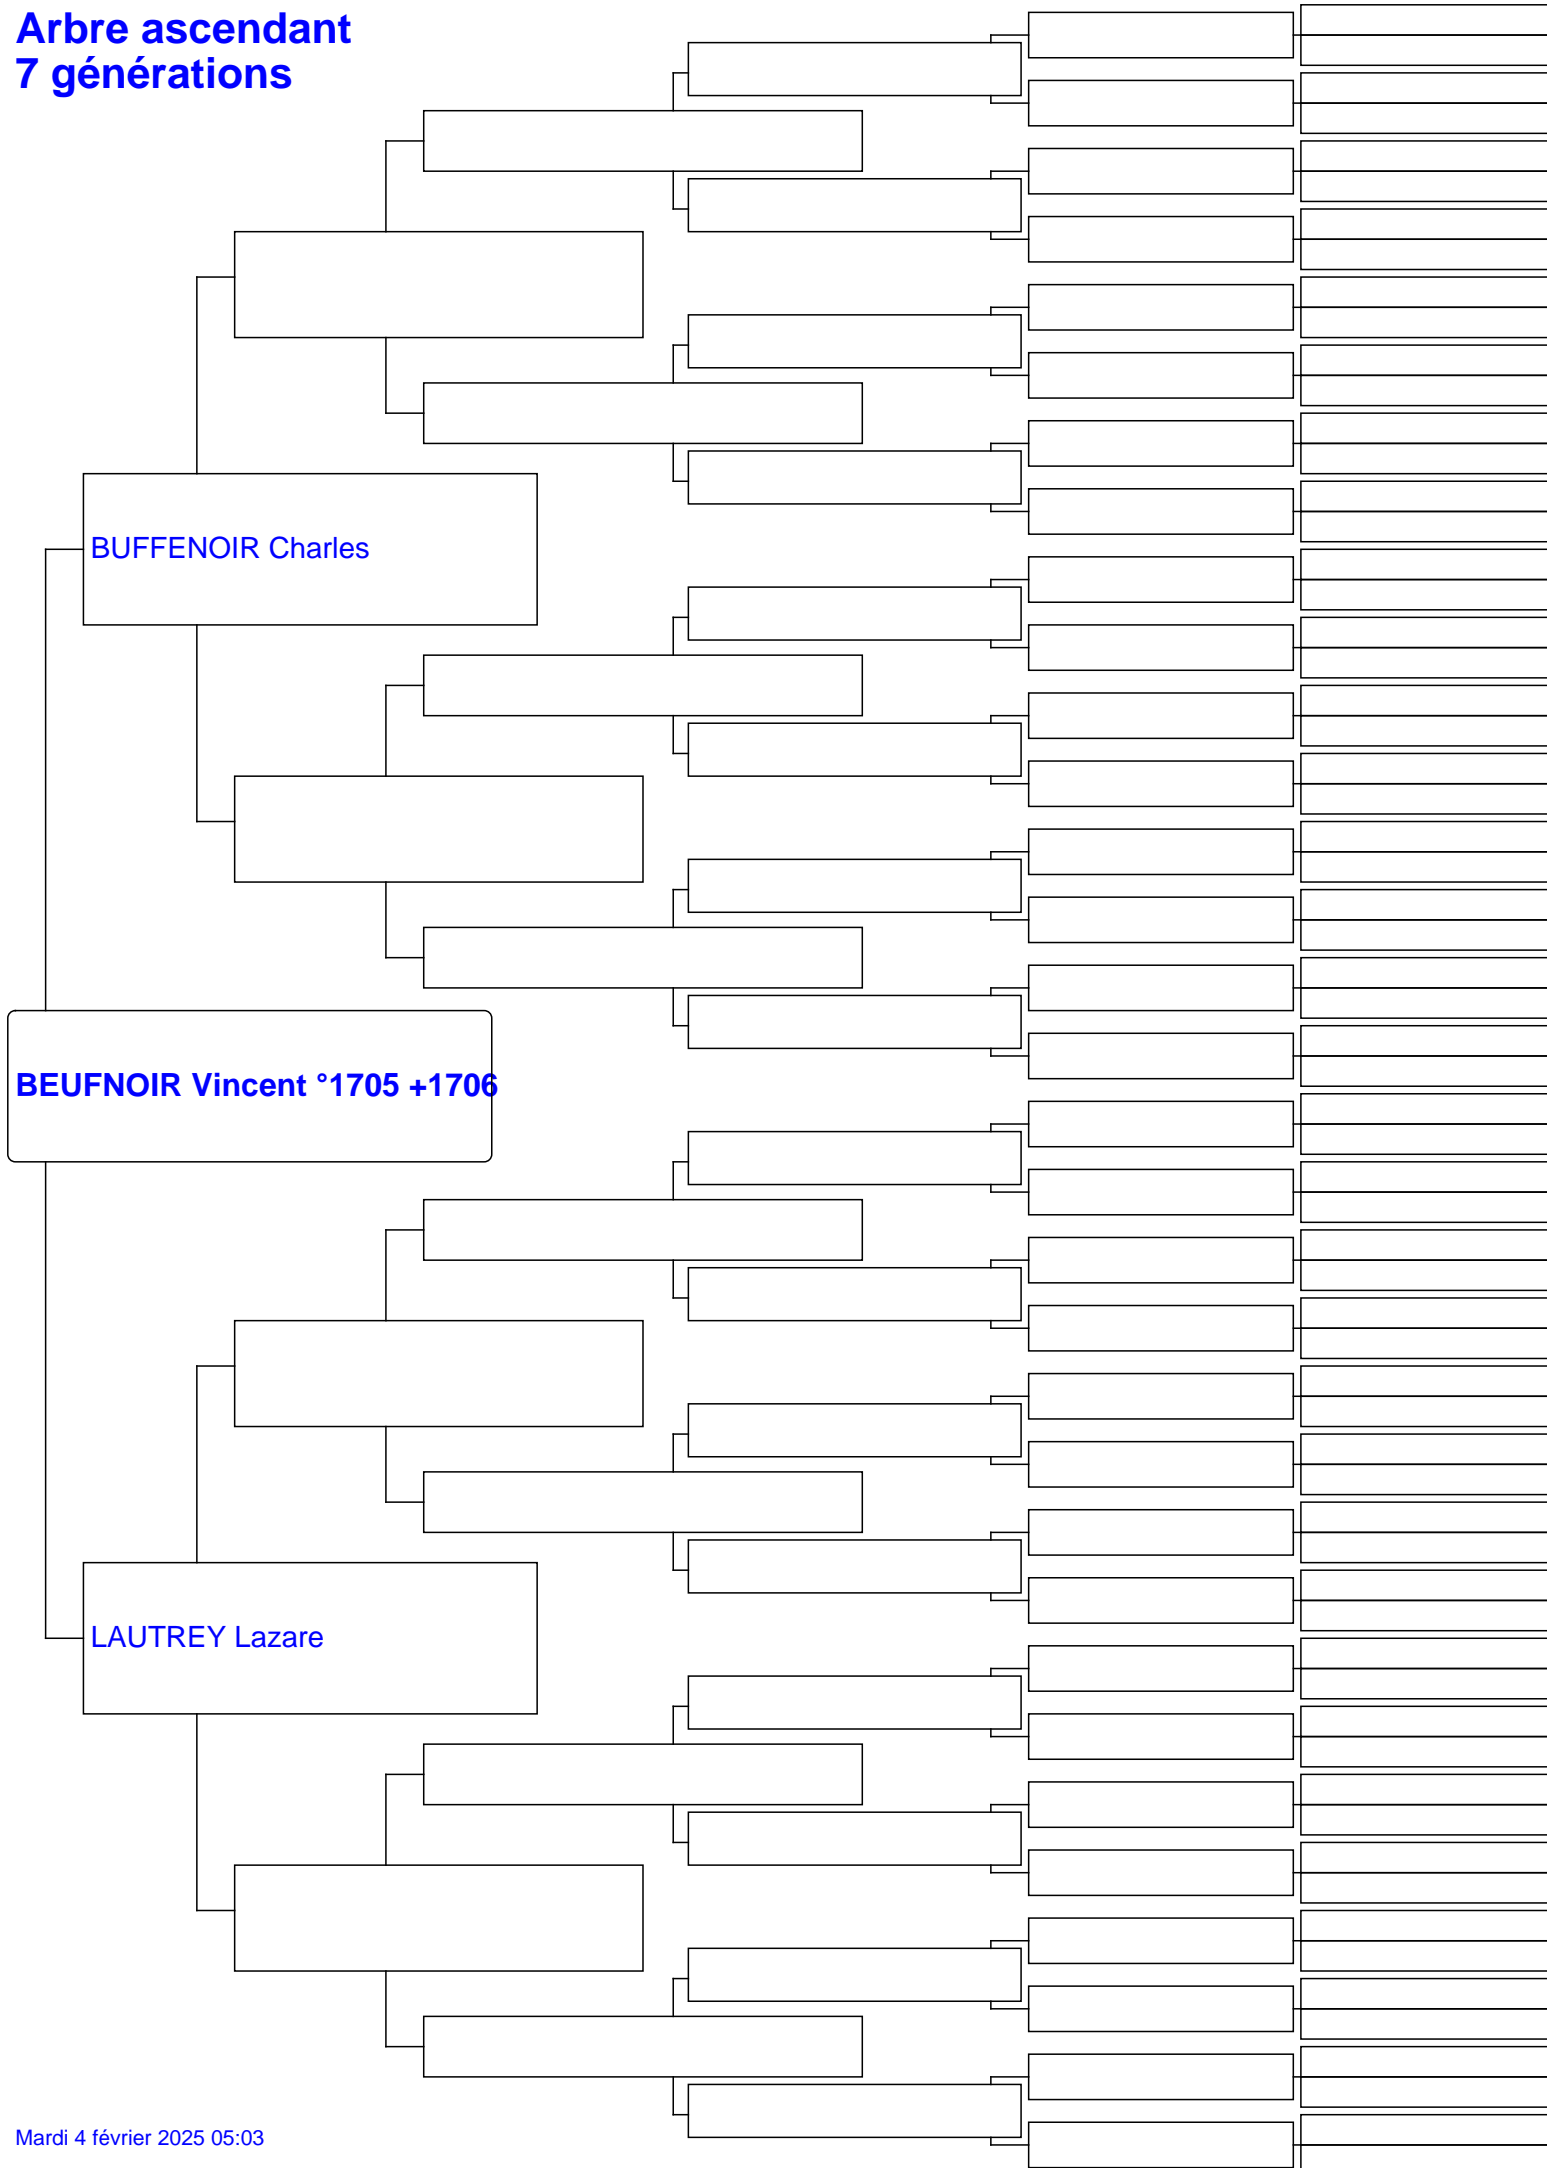 Arbre ascendant
7 générations
BUFFENOIR Charles
BEUFNOIR Vincent °1705 +1706
LAUTREY Lazare
Mardi 4 février 2025 05:03